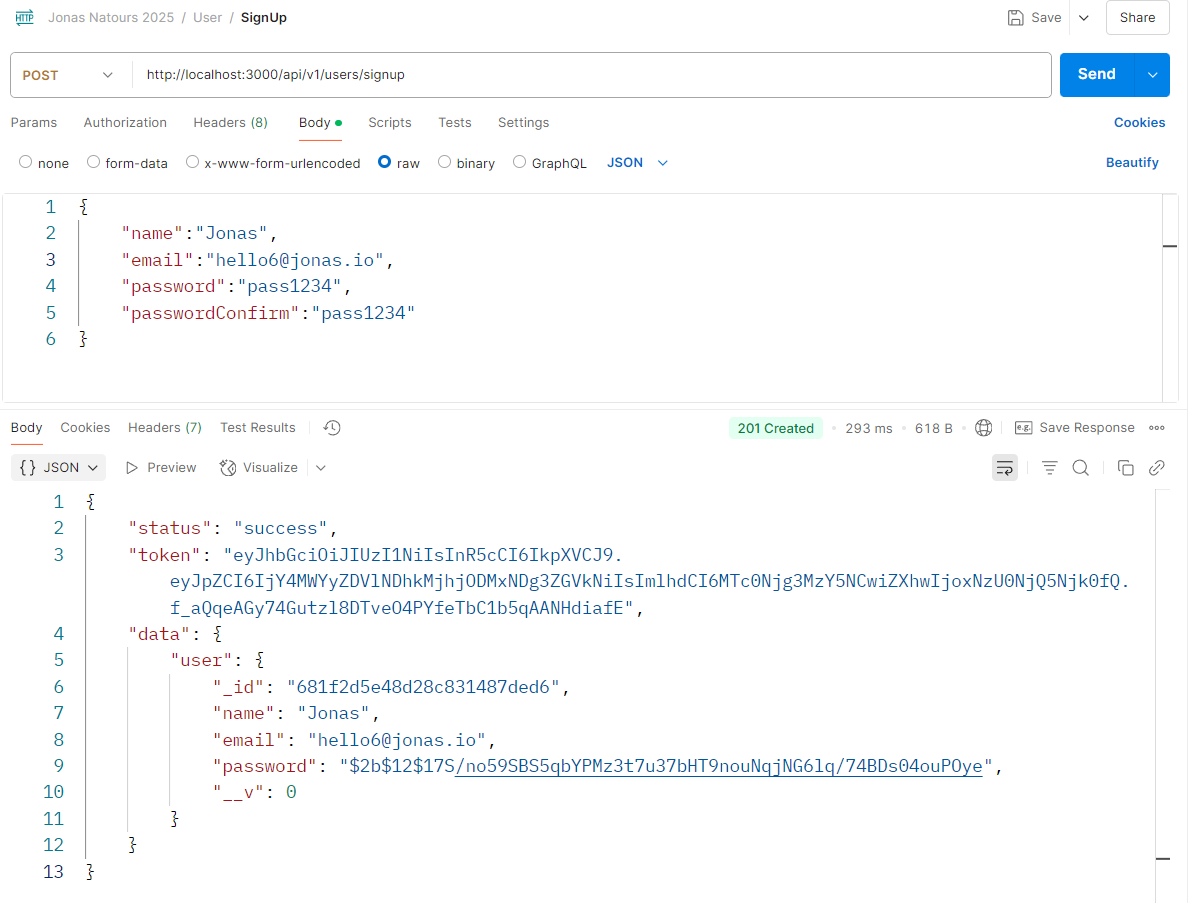 HTTP Jonas Natours 2025 / User / SignUp Save Share
POST http://localhost:3000/api/v1/users/signup Send
Params Authorization Headers (8) Body Scripts Tests Settings Cookies
none form-data x-www-form-urlencoded raw binary GraphQL JSON Beautify
1 {
2 "name":"Jonas",
3 "email":"hello6@jonas.io",
4 "password":"pass1234",
5 "passwordConfirm":"pass1234"
6 }
Body Cookies Headers (7) Test Results 201 Created 293 ms 618 B e.g. Save Response
{} JSON Preview Visualize
1 {
2 "status": "success",
3 "token": "eyJhbGciOiJIUzI1NiIsInR5cCI6IkpXVCJ9.
eyJpZCI6IjY4MWYyZDVlNDhkMjhjODMxNDg3ZGVkNiIsImlhdCI6MTc0Njg3MzY5NCwiZXhwIjoxNzU0NjQ5Njk0fQ.
f_aQqeAGy74Gutzl8DTveO4PYfeTbC1b5qAANHdiafE",
4 "data": {
5 "user": {
6 "_id": "681f2d5e48d28c831487ded6",
7 "name": "Jonas",
8 "email": "hello6@jonas.io",
9 "password": "$2b$12$17S/no59SBS5qbYPMz3t7u37bHT9nouNqjNG6lq/74BDs04ouPOye",
10 "__v": 0
11 }
12 }
13 }